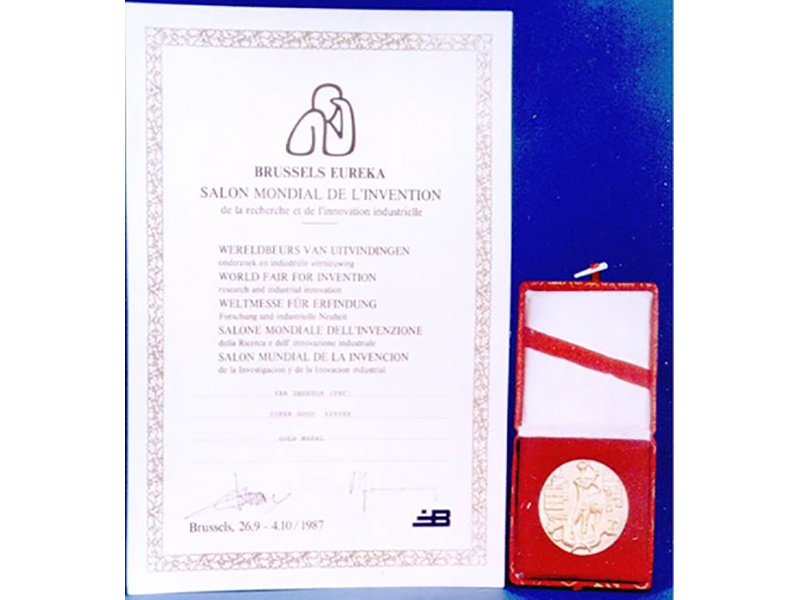 BRUSSELS EUREKA
SALON MONDIAL DE L'INVENTION
de la recherche et de l'innovation industrielle
WERELDBEURS VAN UITVINDINGEN
onderzoek en industriële vernieuwing
WORLD FAIR FOR INVENTION
research and industrial innovation
WELTMESSE FÜR ERFINDUNG
Forschung und industrielle Neuheit
SALONE MONDIALE DELL'INVENZIONE
della Ricerca e dell' innovazione industriale
SALON MUNDIAL DE LA INVENCION
de la Investigacion y de la Inovacion industrial
GOLD MEDAL
Brussels, 26.9 - 4.10 / 1987